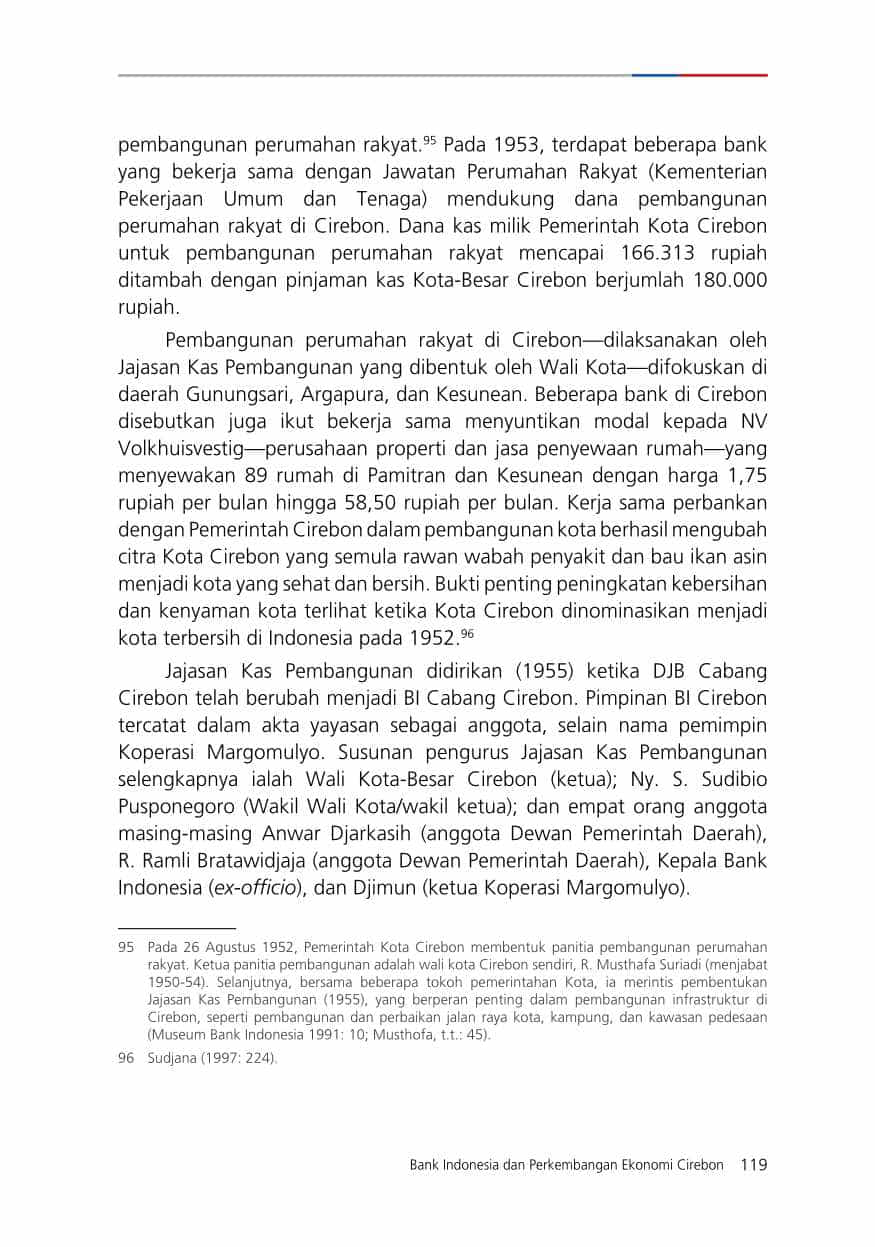 pembangunan perumahan rakyat.95 Pada 1953, terdapat beberapa bank
yang bekerja sama dengan Jawatan Perumahan Rakyat (Kementerian
Pekerjaan Umum dan Tenaga) mendukung dana pembangunan
perumahan rakyat di Cirebon. Dana kas milik Pemerintah Kota Cirebon
untuk pembangunan perumahan rakyat mencapai 166.313 rupiah
ditambah dengan pinjaman kas Kota-Besar Cirebon berjumlah 180.000
rupiah.
Pembangunan perumahan rakyat di Cirebon—dilaksanakan oleh
Jajasan Kas Pembangunan yang dibentuk oleh Wali Kota—difokuskan di
daerah Gunungsari, Argapura, dan Kesunean. Beberapa bank di Cirebon
disebutkan juga ikut bekerja sama menyuntikan modal kepada NV
Volkhuisvestig—perusahaan properti dan jasa penyewaan rumah—yang
menyewakan 89 rumah di Pamitran dan Kesunean dengan harga 1,75
rupiah per bulan hingga 58,50 rupiah per bulan. Kerja sama perbankan
dengan Pemerintah Cirebon dalam pembangunan kota berhasil mengubah
citra Kota Cirebon yang semula rawan wabah penyakit dan bau ikan asin
menjadi kota yang sehat dan bersih. Bukti penting peningkatan kebersihan
dan kenyaman kota terlihat ketika Kota Cirebon dinominasikan menjadi
kota terbersih di Indonesia pada 1952.96
Jajasan Kas Pembangunan didirikan (1955) ketika DJB Cabang
Cirebon telah berubah menjadi BI Cabang Cirebon. Pimpinan BI Cirebon
tercatat dalam akta yayasan sebagai anggota, selain nama pemimpin
Koperasi Margomulyo. Susunan pengurus Jajasan Kas Pembangunan
selengkapnya ialah Wali Kota-Besar Cirebon (ketua); Ny. S. Sudibio
Pusponegoro (Wakil Wali Kota/wakil ketua); dan empat orang anggota
masing-masing Anwar Djarkasih (anggota Dewan Pemerintah Daerah),
R. Ramli Bratawidjaja (anggota Dewan Pemerintah Daerah), Kepala Bank
Indonesia (ex-officio), dan Djimun (ketua Koperasi Margomulyo).
95 Pada 26 Agustus 1952, Pemerintah Kota Cirebon membentuk panitia pembangunan perumahan
rakyat. Ketua panitia pembangunan adalah wali kota Cirebon sendiri, R. Musthafa Suriadi (menjabat
1950-54). Selanjutnya, bersama beberapa tokoh pemerintahan Kota, ia merintis pembentukan
Jajasan Kas Pembangunan (1955), yang berperan penting dalam pembangunan infrastruktur di
Cirebon, seperti pembangunan dan perbaikan jalan raya kota, kampung, dan kawasan pedesaan
(Museum Bank Indonesia 1991: 10; Musthofa, t.t.: 45).
96 Sudjana (1997: 224).
Bank Indonesia dan Perkembangan Ekonomi Cirebon 119